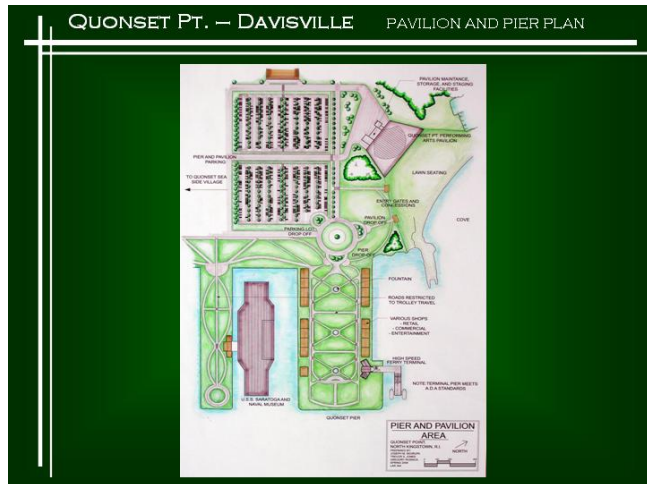 QUONSET PT. – DAVISVILLE PAVILION AND PIER PLAN
PAVILION MAINTANCE,
STORAGE, AND STAGING
FACILITIES
QUONSET PT. PERFORMING
ARTS PAVILION
PIER AND PAVILION
PARKING
LAWN SEATING
TO QUONSET SEA
SIDE VILLAGE
ENTRY GATES AND
CONCESSIONS
PAVILION
DROP OFF
COVE
PARKING LOT
DROP OFF
PIER
DROP OFF
FOUNTAIN
ROADS RESTRICTED
TO TROLLEY TRAVEL
VARIOUS SHOPS
- RETAIL
- COMMERCIAL
- ENTERTAINMENT
HIGH SPEED
FERRY TERMINAL
NOTE:TERMINAL PIER MEETS
A.D.A STANDARDS
U.S.S. SARATOGA AND
NAVAL MUSEUM
QUONSET PIER
PIER AND PAVILION
AREA
QUONSET POINT,
NORTH KINGSTOWN, R.I.
NORTH